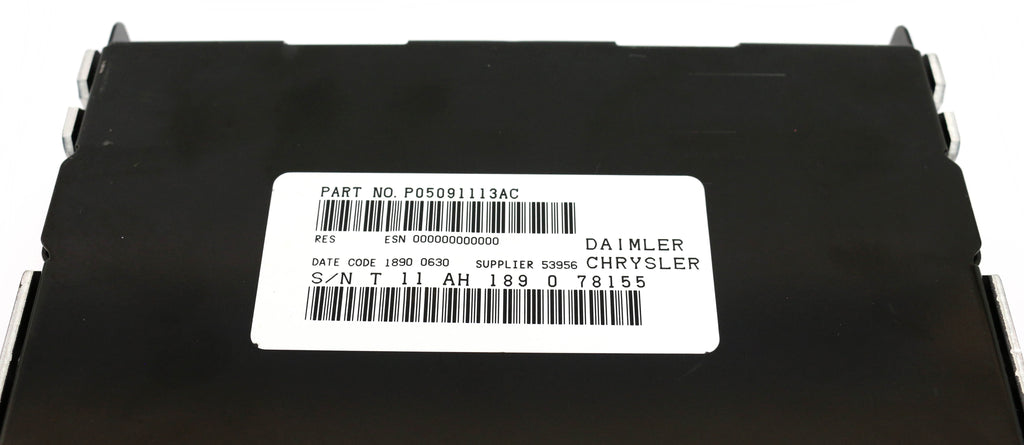 PART NO. P05091113AC
RES ESN 000000000000
DATE CODE 1890 0630 SUPPLIER 53956
DAIMLER
CHRYSLER
S/N T 11 AH 189 0 78155